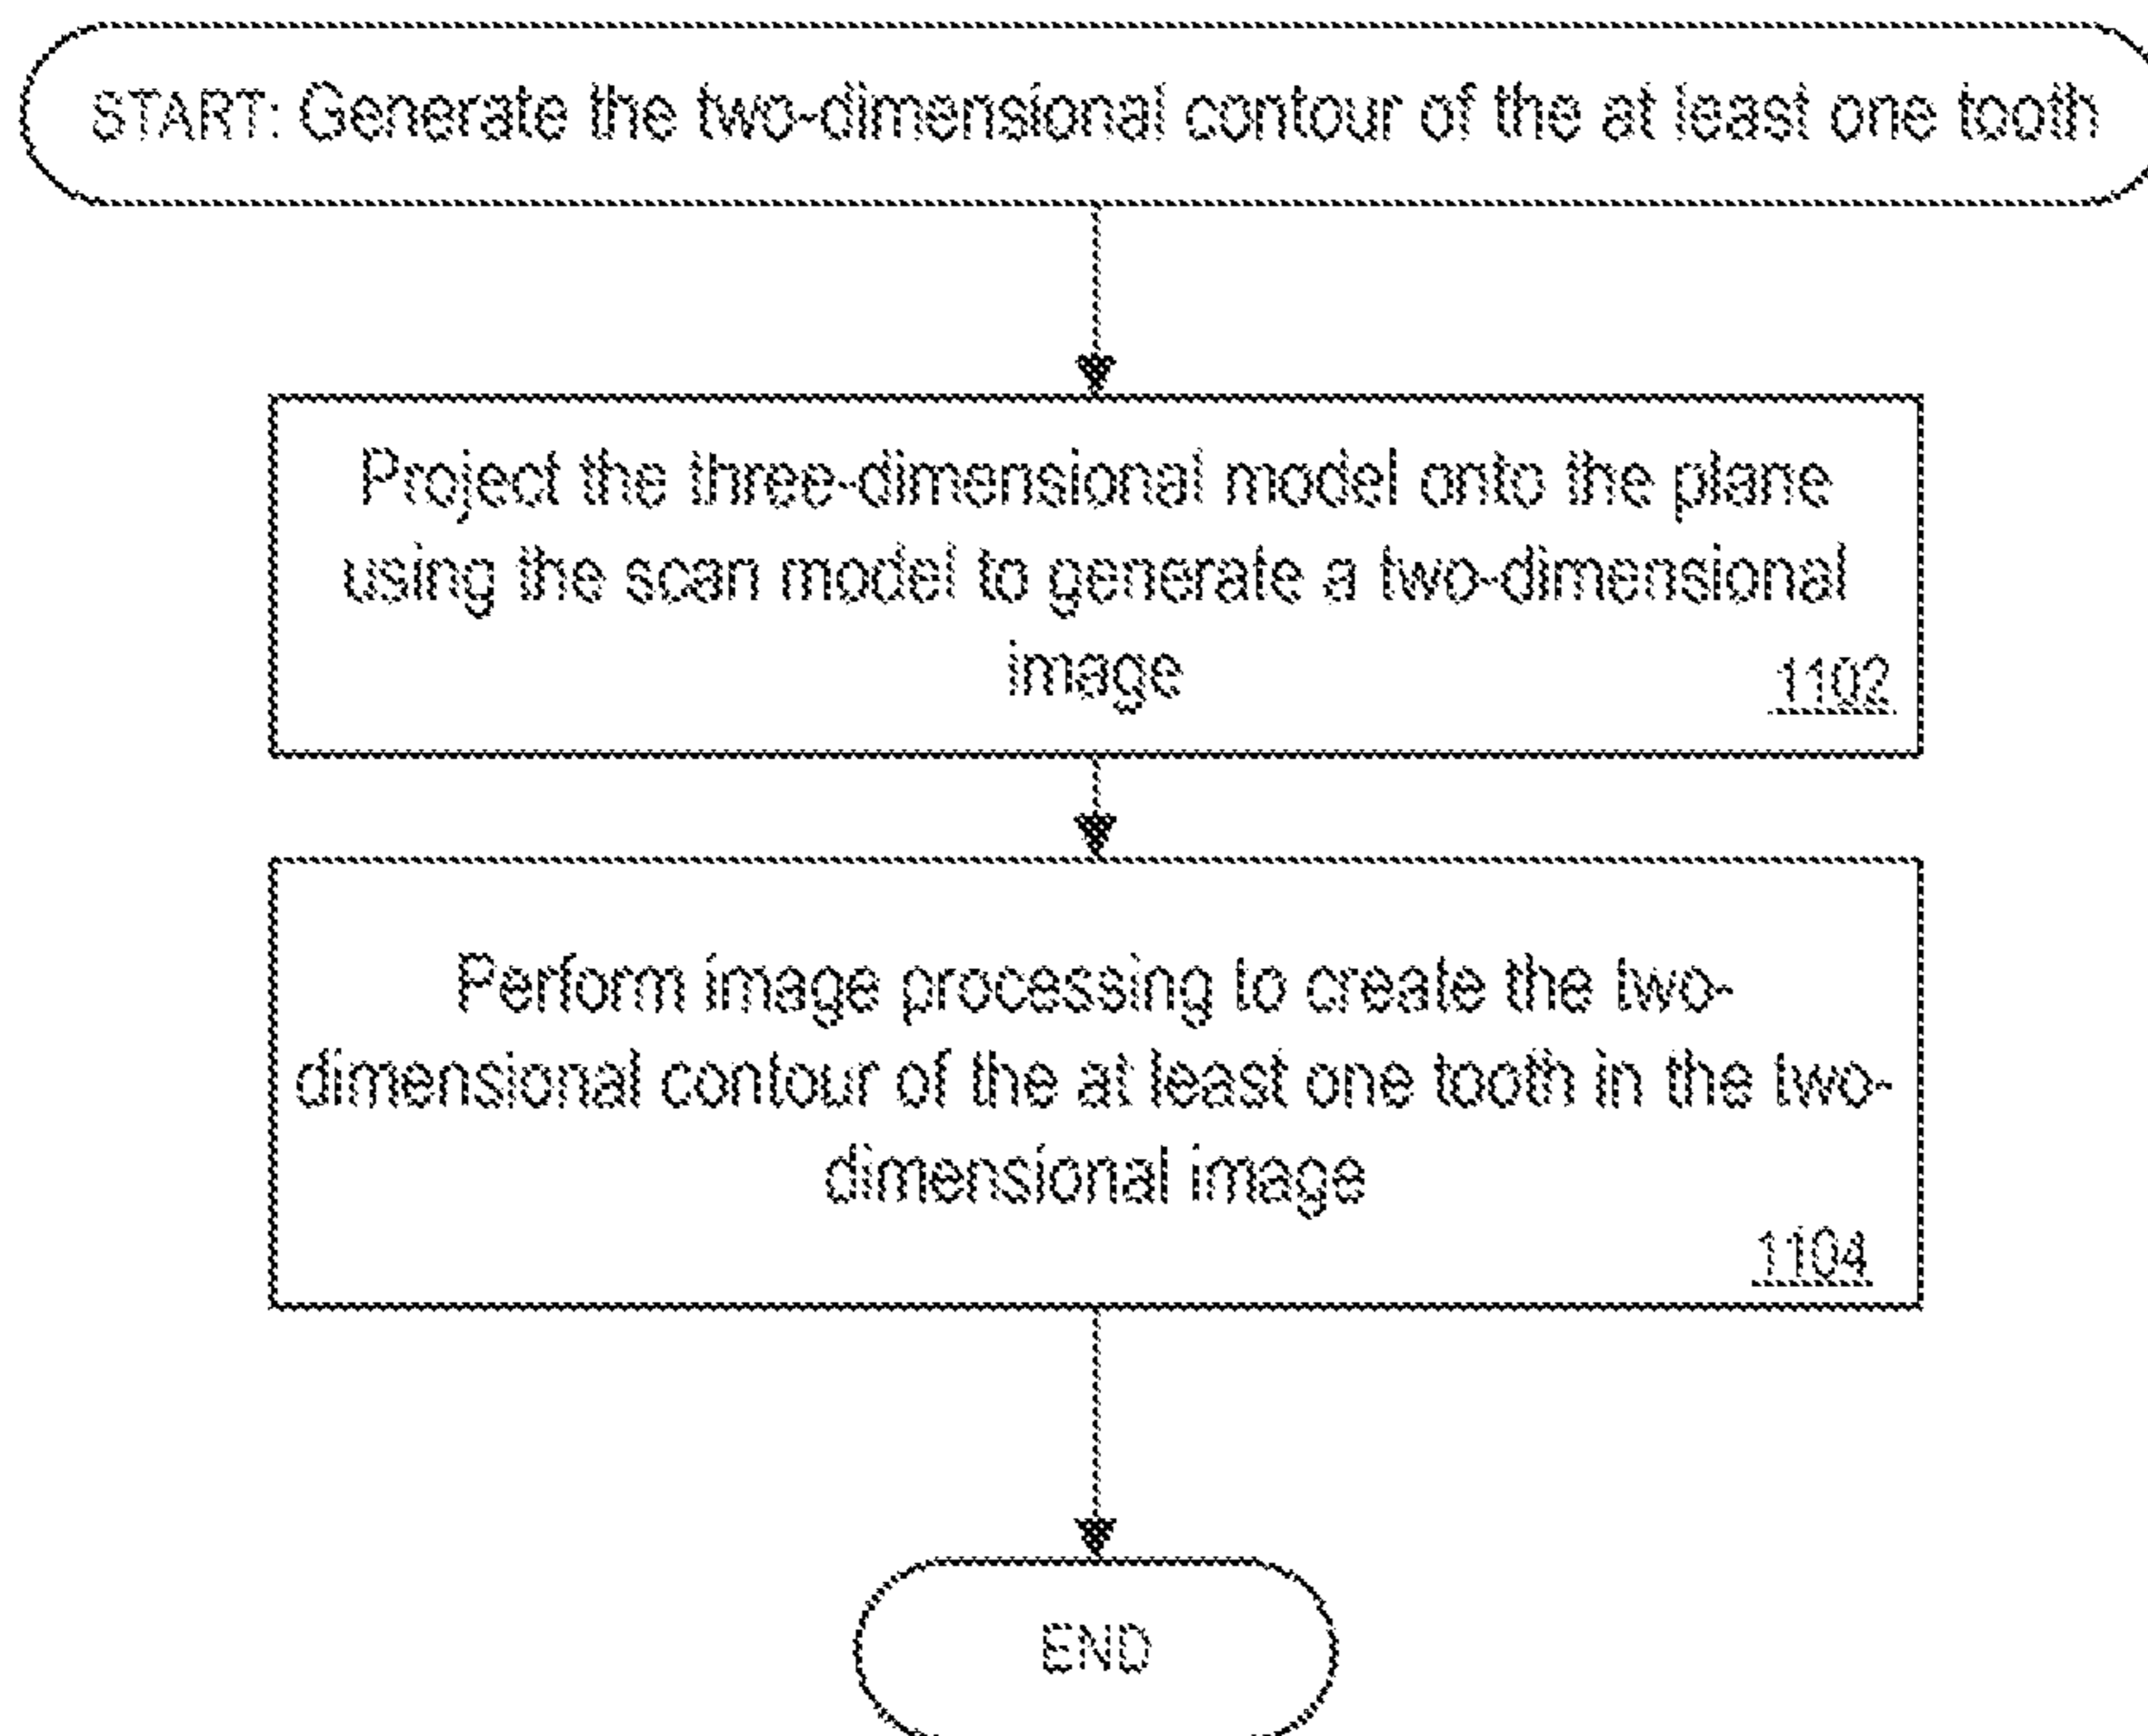 START: Generate the two-dimensional contour of the at least one tooth
Project the three-dimensional model onto the plane
using the scan model to generate a two-dimensional
image
1102
Perform image processing to create the two-
dimensional contour of the at least one tooth in the two-
dimensional image
1104
END